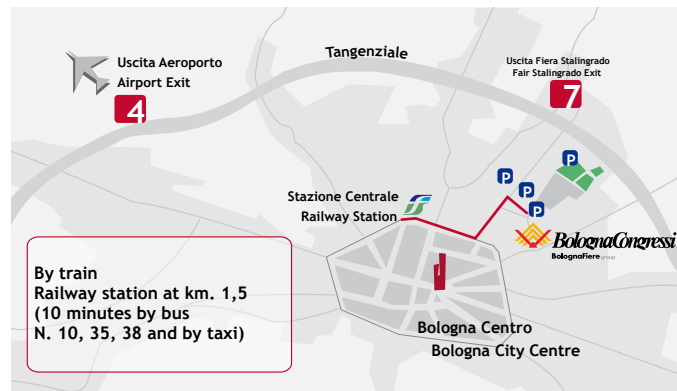 Uscita Aeroporto
Airport Exit
4
Tangenziale
Uscita Fiera Stalingrado
Fair Stalingrado Exit
7
P
P
P
P
Stazione Centrale
Railway Station
BolognaCongressi
BolognaFiere group
By train
Railway station at km. 1,5
(10 minutes by bus
N. 10, 35, 38 and by taxi)
Bologna Centro
Bologna City Centre